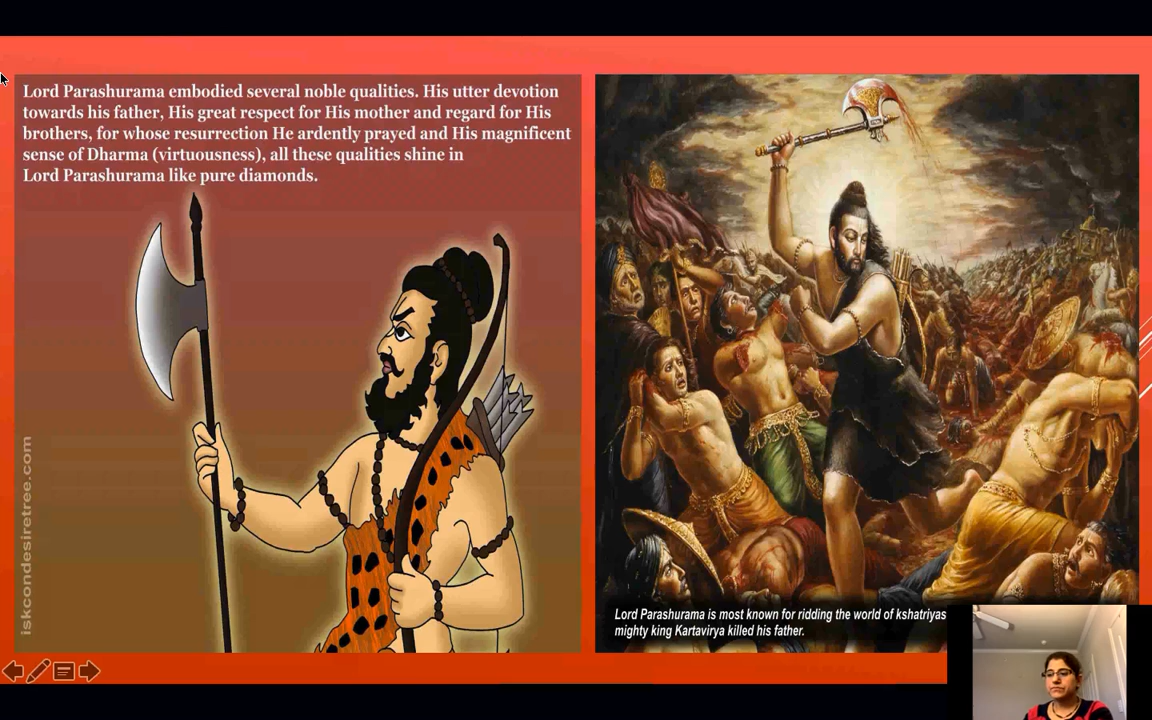 Lord Parashurama embodied several noble qualities. His utter devotion
towards his father, His great respect for His mother and regard for His
brothers, for whose resurrection He ardently prayed and His magnificent
sense of Dharma (virtuousness), all these qualities shine in
Lord Parashurama like pure diamonds.
iskcondesiretree.com
Lord Parashurama is most known for ridding the world of kshatriyas
mighty king Kartavirya killed his father.